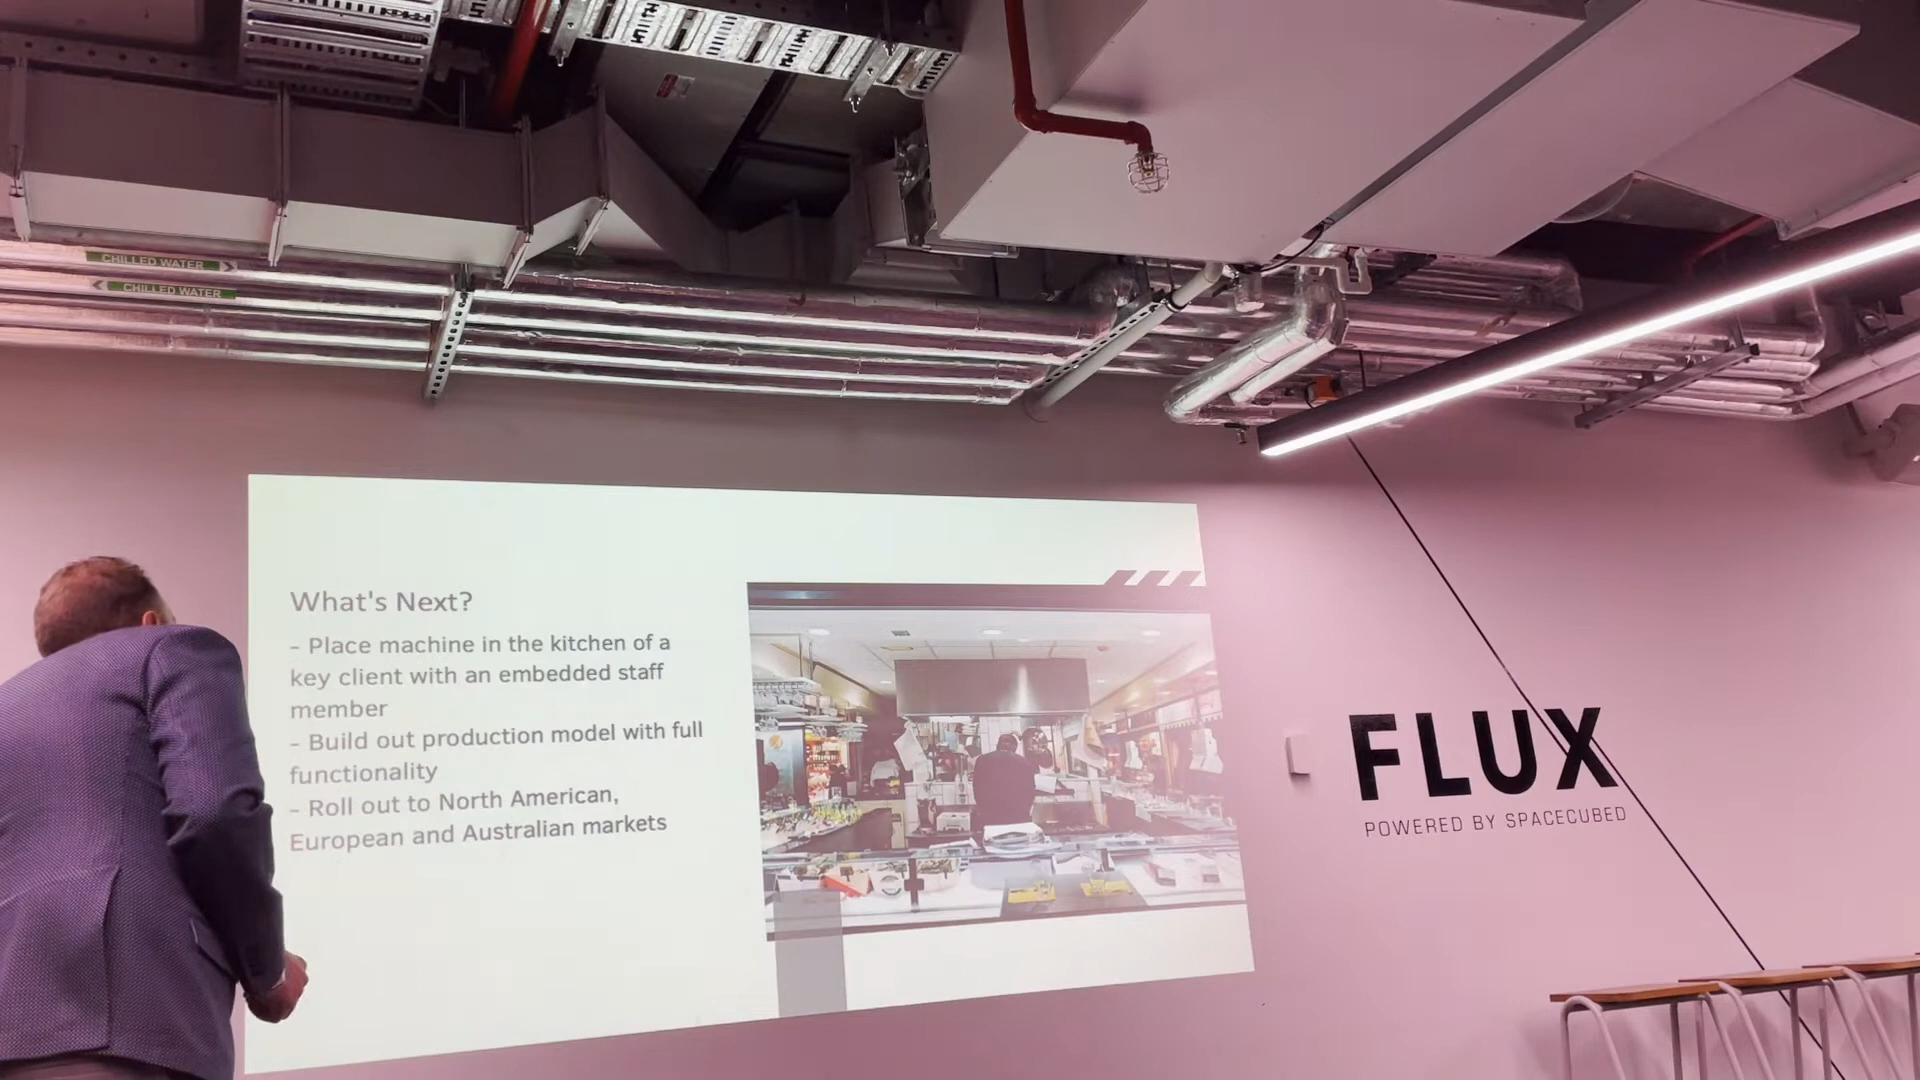 CHILLED WATER
CHILLED WATER
What's Next?
– Place machine in the kitchen of a
key client with an embedded staff
member
– Build out production model with full
functionality
– Roll out to North American,
European and Australian markets
FLUX
POWERED BY SPACECUBED